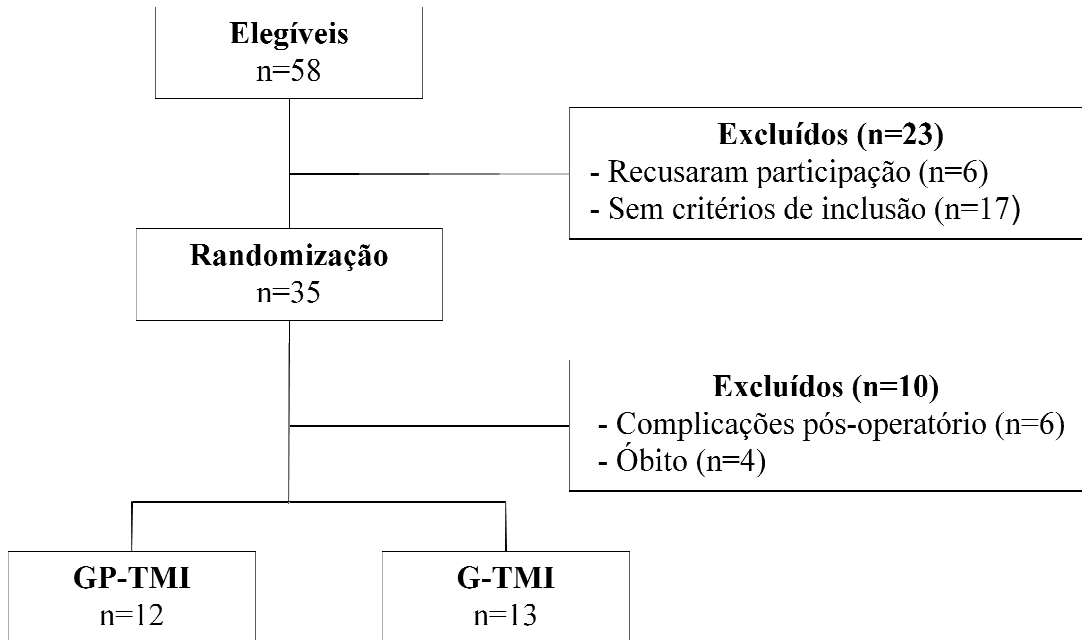 Elegíveis
n=58
Excluídos (n=23)
- Recusaram participação (n=6)
- Sem critérios de inclusão (n=17)
Randomização
n=35
Excluídos (n=10)
- Complicações pós-operatório (n=6)
- Óbito (n=4)
GP-TMI
n=12
G-TMI
n=13